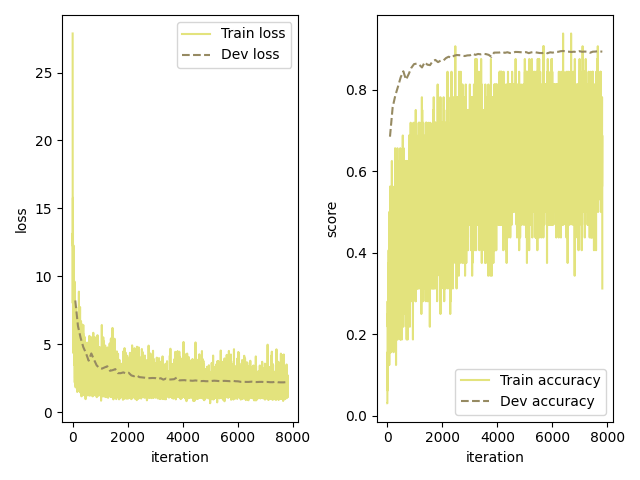 Train loss
Dev loss
25
20
15
10
5
0
loss
0 2000 4000 6000 8000
iteration
0.8
0.6
0.4
0.2
0.0
score
Train accuracy
Dev accuracy
0 2000 4000 6000 8000
iteration